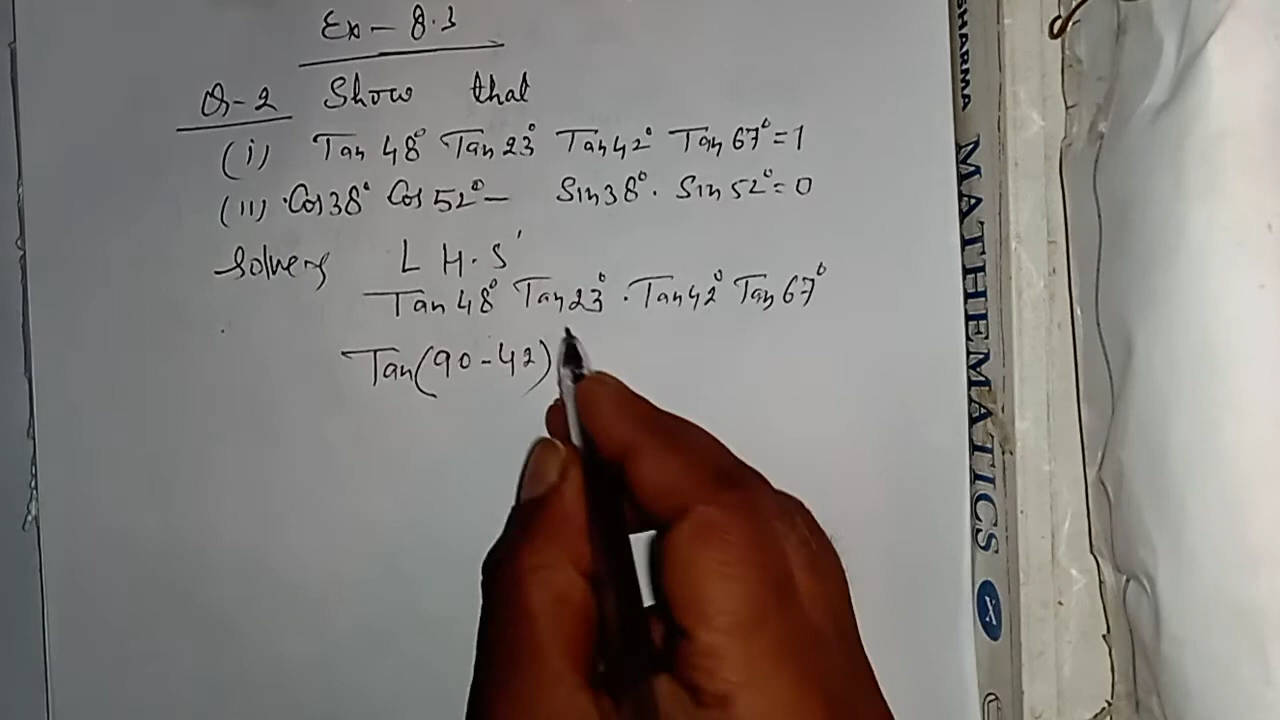 Ex - 8.3
Q-2 Show that
(i) Tan 48° Tan 23° Tan 42° Tan 67° = 1
(ii) Cos 38° Cos 52° - Sin 38° . Sin 52° = 0
L H.S
Tan 48° Tan 23° . Tan 42° Tan 67°
Tan (90 - 42)
SHARMA MATHEMATICS X